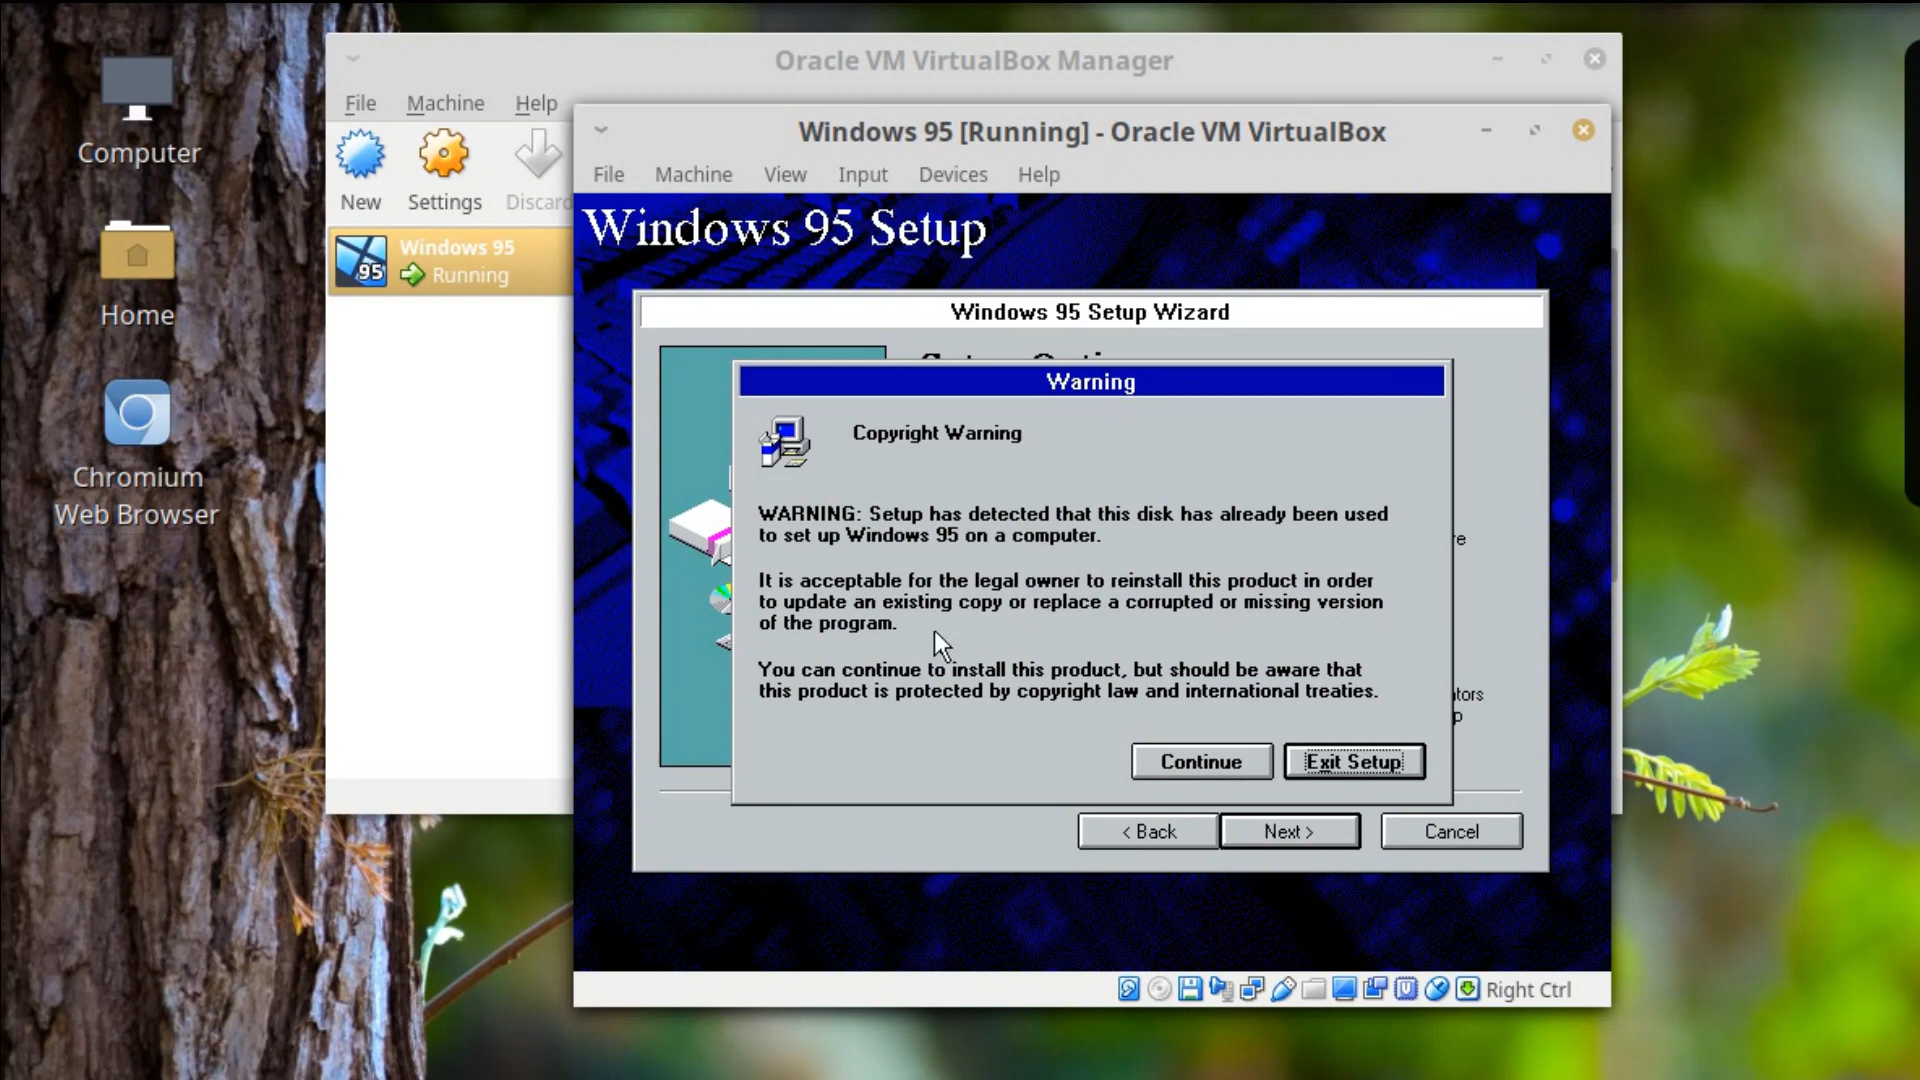 Computer
Home
Chromium
Web Browser
Oracle VM VirtualBox Manager
File Machine Help
New Settings Discard
Windows 95
Running
95
Windows 95 [Running] - Oracle VM VirtualBox
File Machine View Input Devices Help
Windows 95 Setup
Windows 95 Setup Wizard
Warning
Copyright Warning
WARNING: Setup has detected that this disk has already been used
to set up Windows 95 on a computer.
It is acceptable for the legal owner to reinstall this product in order
to update an existing copy or replace a corrupted or missing version
of the program.
You can continue to install this product, but should be aware that
this product is protected by copyright law and international treaties.
Continue Exit Setup
< Back Next > Cancel
Right Ctrl